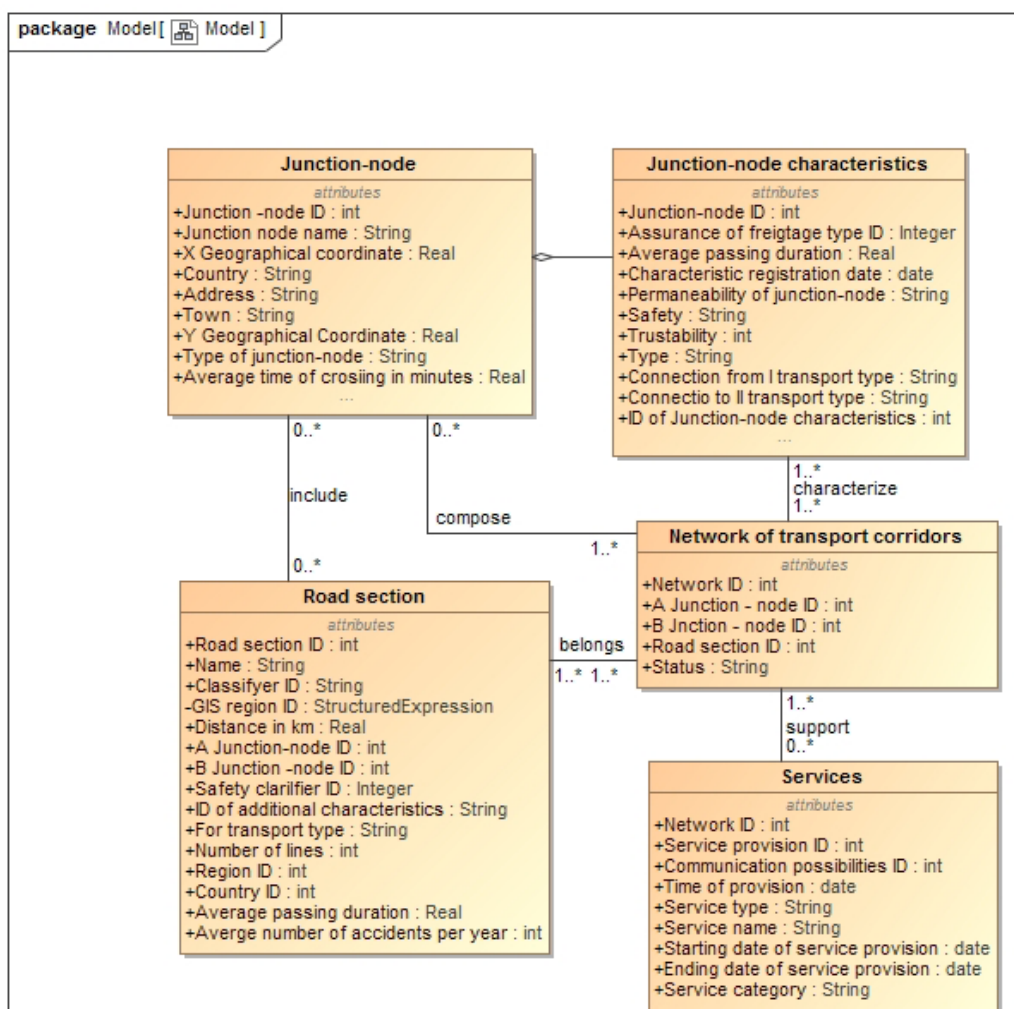 package Model[ Model ]
Junction-node
attributes
+Junction -node ID : int
+Junction node name : String
+X Geographical coordinate : Real
+Country : String
+Address : String
+Town : String
+Y Geographical Coordinate : Real
+Type of junction-node : String
+Average time of crosiing in minutes : Real
...
Junction-node characteristics
attributes
+Junction-node ID : int
+Assurance of freigtage type ID : Integer
+Average passing duration : Real
+Characteristic registration date : date
+Permaneability of junction-node : String
+Safety : String
+Trustability : int
+Type : String
+Connection from I transport type : String
+Connectio to II transport type : String
+ID of Junction-node characteristics : int
...
0..*
0..*
include
0..*
compose
1..*
1..*
characterize
1..*
Network of transport corridors
attributes
+Network ID : int
+A Junction - node ID : int
+B Jnction - node ID : int
+Road section ID : int
+Status : String
Road section
attributes
+Road section ID : int
+Name : String
+Classifyer ID : String
-GIS region ID : StructuredExpression
+Distance in km : Real
+A Junction-node ID : int
+B Junction -node ID : int
+Safety clarilfier ID : Integer
+ID of additional characteristics : String
+For transport type : String
+Number of lines : int
+Region ID : int
+Country ID : int
+Average passing duration : Real
+Averge number of accidents per year : int
belongs
1..* 1..*
1..*
support
0..*
Services
attributes
+Network ID : int
+Service provision ID : int
+Communication possibilities ID : int
+Time of provision : date
+Service type : String
+Service name : String
+Starting date of service provision : date
+Ending date of service provision : date
+Service category : String